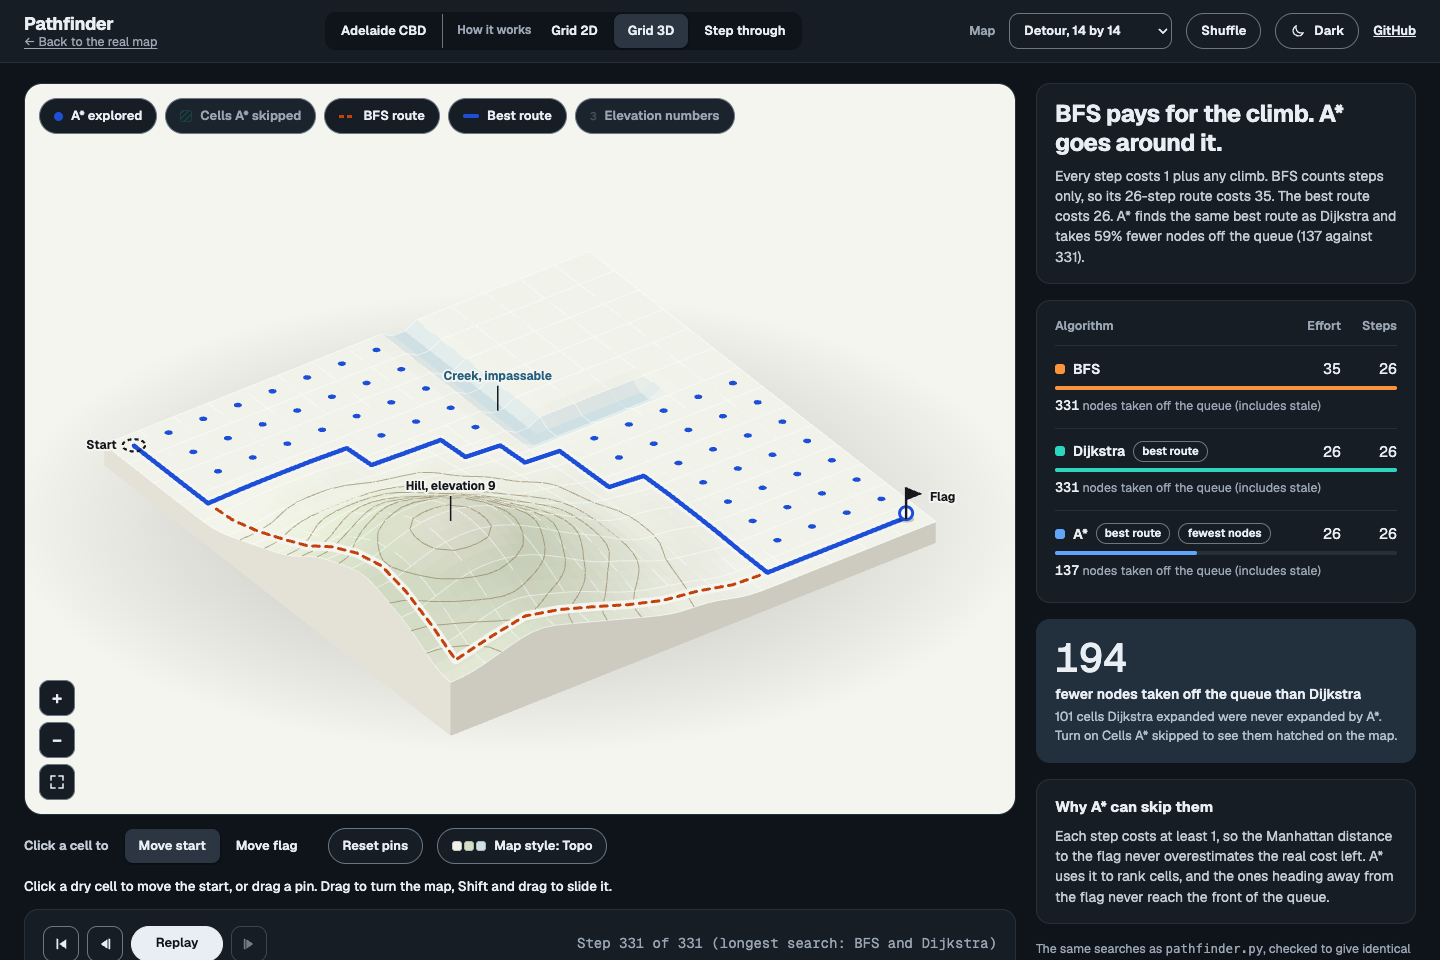 Pathfinder
← Back to the real map
Adelaide CBD
How it works
Grid 2D
Grid 3D
Step through
Map
Detour, 14 by 14
Shuffle
Dark
GitHub
A* explored
Cells A* skipped
BFS route
Best route
3 Elevation numbers
Creek, impassable
Start
Hill, elevation 9
Flag
+
−
Click a cell to
Move start
Move flag
Reset pins
Map style: Topo
Click a dry cell to move the start, or drag a pin. Drag to turn the map, Shift and drag to slide it.
Replay
Step 331 of 331 (longest search: BFS and Dijkstra)
BFS pays for the climb. A*
goes around it.
Every step costs 1 plus any climb. BFS counts steps
only, so its 26-step route costs 35. The best route
costs 26. A* finds the same best route as Dijkstra and
takes 59% fewer nodes off the queue (137 against
331).
Algorithm Effort Steps
BFS 35 26
331 nodes taken off the queue (includes stale)
Dijkstra best route 26 26
331 nodes taken off the queue (includes stale)
A* best route fewest nodes 26 26
137 nodes taken off the queue (includes stale)
194
fewer nodes taken off the queue than Dijkstra
101 cells Dijkstra expanded were never expanded by A*.
Turn on Cells A* skipped to see them hatched on the map.
Why A* can skip them
Each step costs at least 1, so the Manhattan distance
to the flag never overestimates the real cost left. A*
uses it to rank cells, and the ones heading away from
the flag never reach the front of the queue.
The same searches as pathfinder.py, checked to give identical